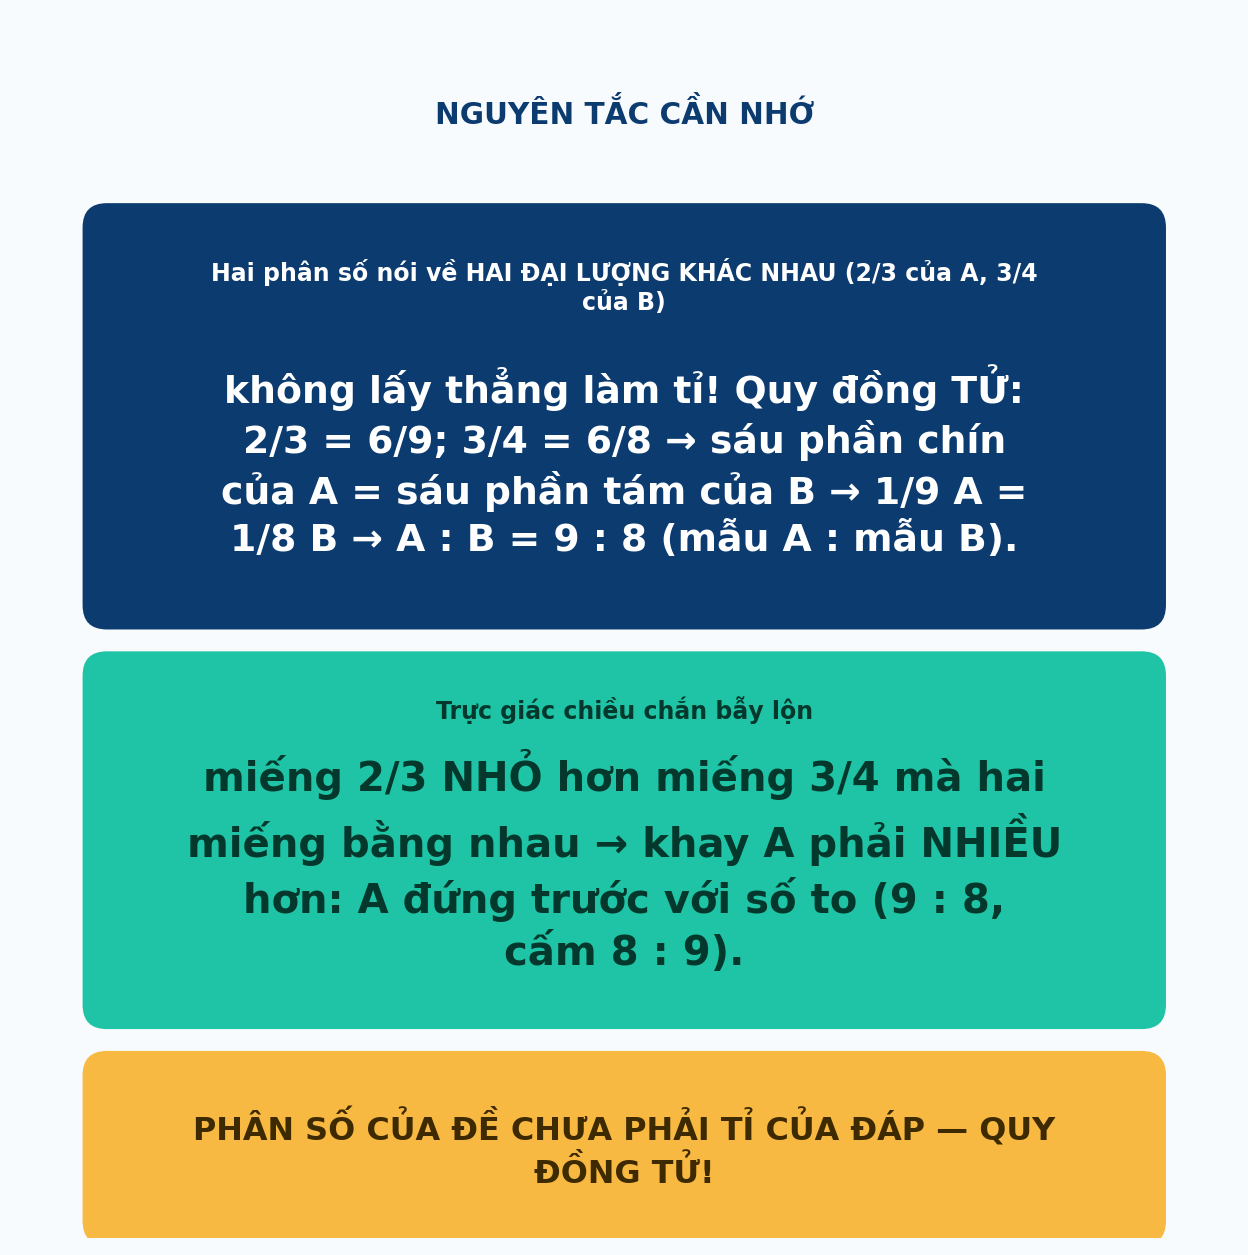 NGUYÊN TẮC CẦN NHỚ
Hai phân số nói về HAI ĐẠI LƯỢNG KHÁC NHAU (2/3 của A, 3/4
của B)
không lấy thẳng làm tỉ! Quy đồng TỬ:
2/3 = 6/9; 3/4 = 6/8 → sáu phần chín
của A = sáu phần tám của B → 1/9 A =
1/8 B → A : B = 9 : 8 (mẫu A : mẫu B).
Trực giác chiều chắn bẫy lộn
miếng 2/3 NHỎ hơn miếng 3/4 mà hai
miếng bằng nhau → khay A phải NHIỀU
hơn: A đứng trước với số to (9 : 8,
cấm 8 : 9).
PHÂN SỐ CỦA ĐỀ CHƯA PHẢI TỈ CỦA ĐÁP — QUY
ĐỒNG TỬ!